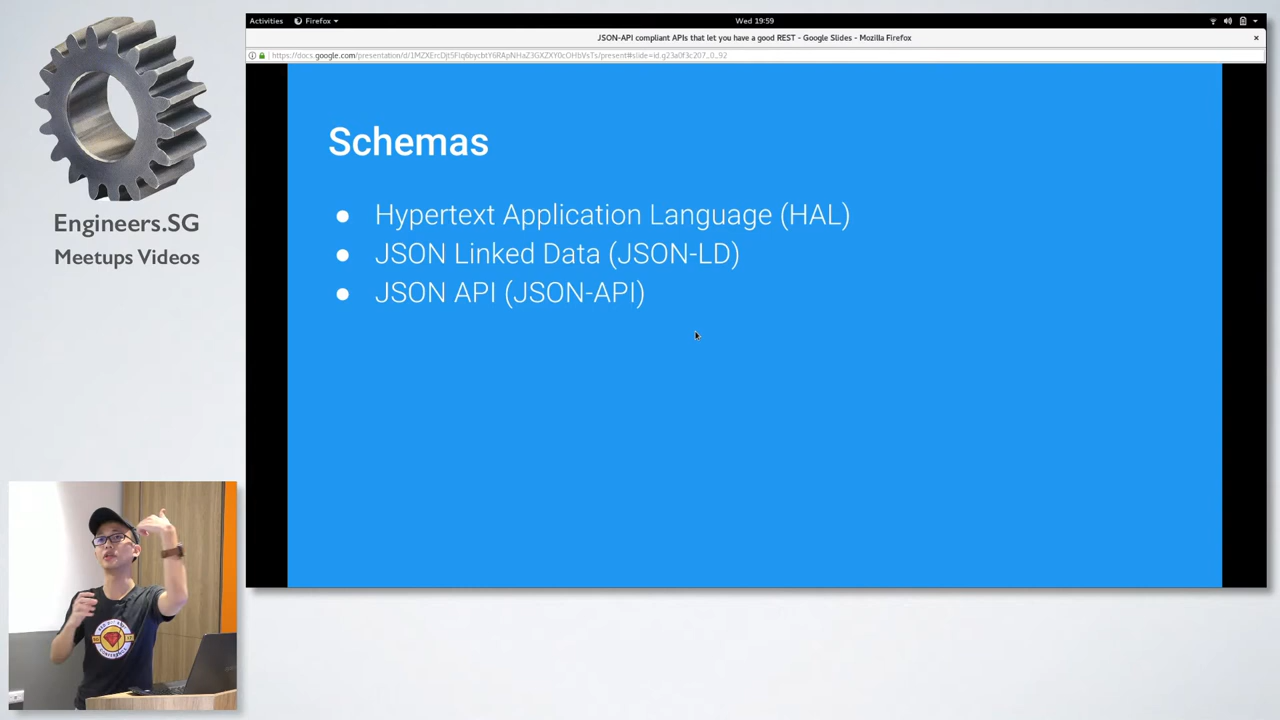 Activities Firefox Wed 19:59
JSON-API compliant APIs that let you have a good REST - Google Slides - Mozilla Firefox
Schemas
● Hypertext Application Language (HAL)
● JSON Linked Data (JSON-LD)
● JSON API (JSON-API)
Engineers.SG
Meetups Videos